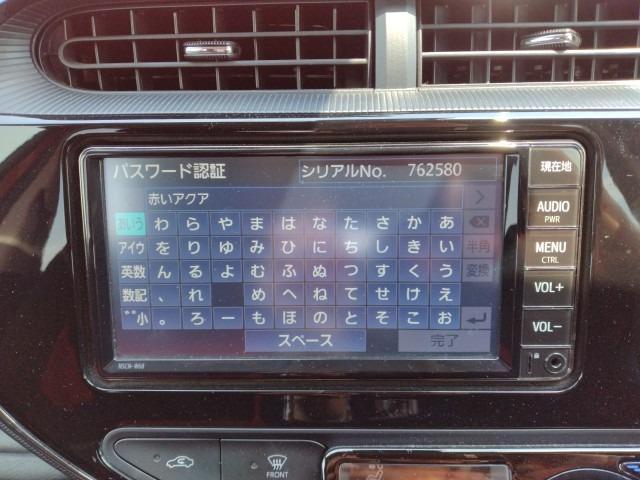 パスワード認証 シリアルNo. 762580
赤いアクア
あいう わ ら や ま は な た さ か あ
アイウ を り ゆ み ひ に ち し き い 半角
英数 ん る よ む ふ ぬ つ す く う 変換
数記 、 れ め へ ね て せ け え
゛゜小 。 ろ ー も ほ の と そ こ お
スペース 完了
NSCN-W68
現在地
AUDIO
PWR
MENU
CTRL
VOL+
VOL−
FRONT